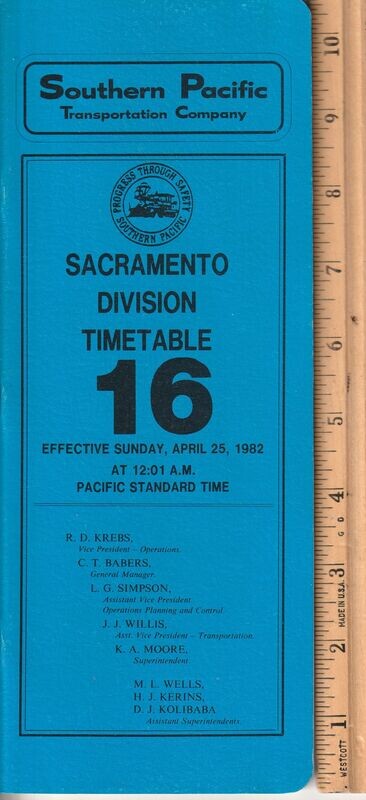 Southern Pacific
Transportation Company
PROGRESS THROUGH SAFETY
SOUTHERN PACIFIC
SACRAMENTO
DIVISION
TIMETABLE
16
EFFECTIVE SUNDAY, APRIL 25, 1982
AT 12:01 A.M.
PACIFIC STANDARD TIME
R. D. KREBS,
Vice President – Operations.
C. T. BABERS,
General Manager.
L. G. SIMPSON,
Assistant Vice President
Operations Planning and Control.
J. J. WILLIS,
Asst. Vice President – Transportation.
K. A. MOORE,
Superintendent
M. L. WELLS,
H. J. KERINS,
D. J. KOLIBABA
Assistant Superintendents.
10
9
8
7
6
5
4
3
2
1
G D
MADE IN U.S.A.
WESTCOTT